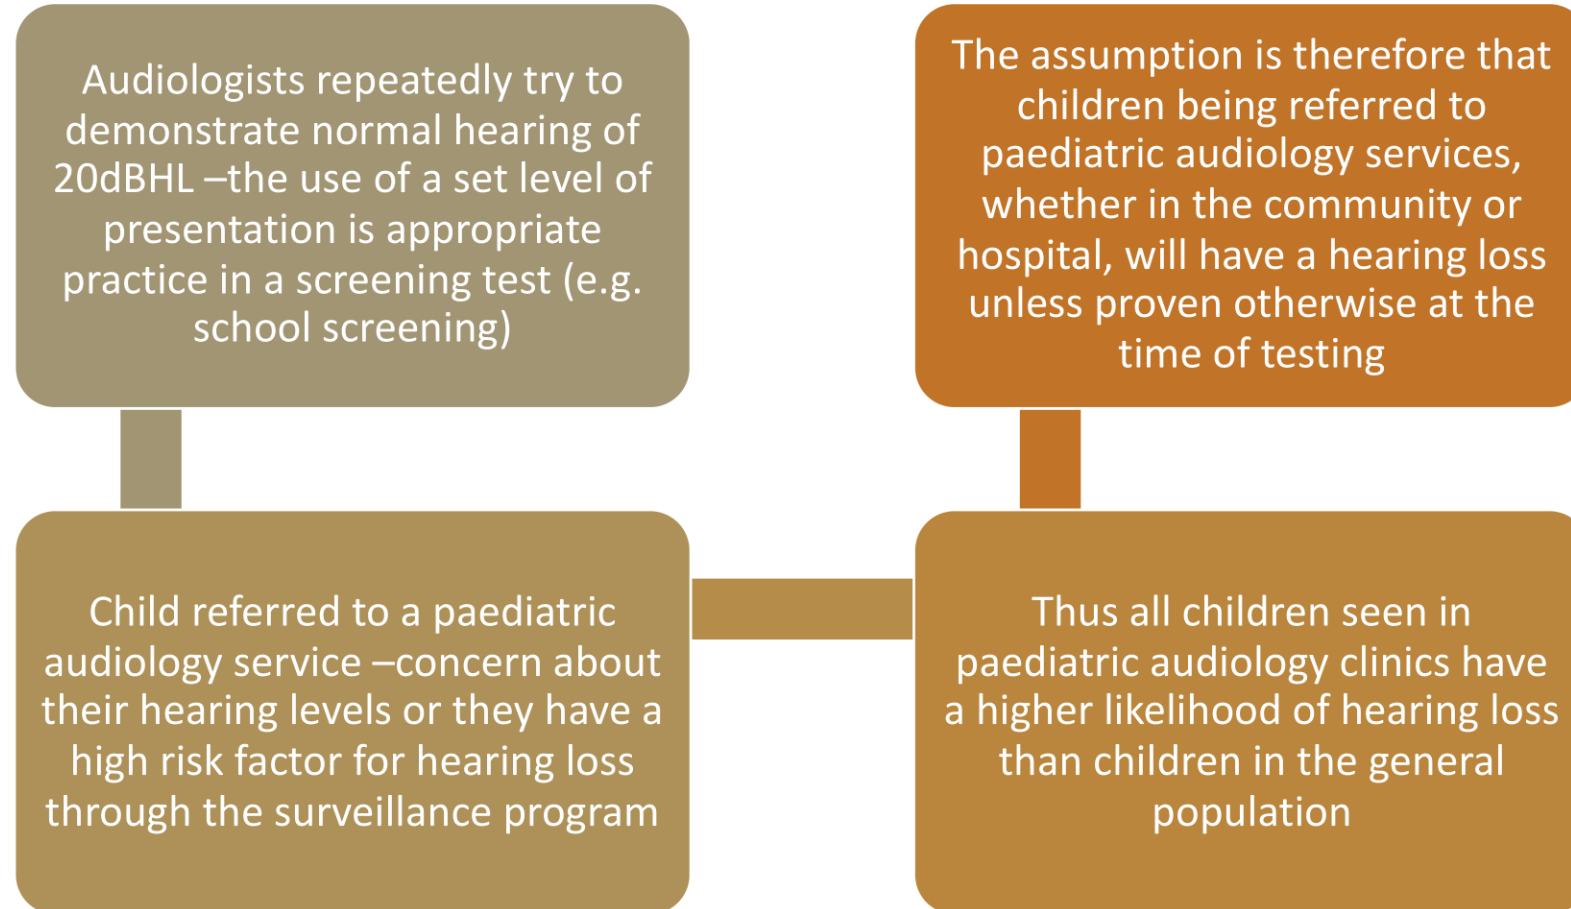 Audiologists repeatedly try to
demonstrate normal hearing of
20dBHL –the use of a set level of
presentation is appropriate
practice in a screening test (e.g.
school screening)
Child referred to a paediatric
audiology service –concern about
their hearing levels or they have a
high risk factor for hearing loss
through the surveillance program
Thus all children seen in
paediatric audiology clinics have
a higher likelihood of hearing loss
than children in the general
population
The assumption is therefore that
children being referred to
paediatric audiology services,
whether in the community or
hospital, will have a hearing loss
unless proven otherwise at the
time of testing